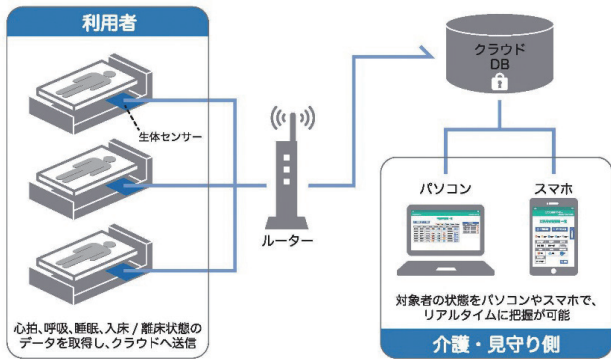 利用者
生体センサー
心拍、呼吸、睡眠、入床 / 離床状態の
データを取得し、クラウドへ送信
ルーター
クラウド
DB
パソコン
スマホ
対象者の状態をパソコンやスマホで、
リアルタイムに把握が可能
介護・見守り側